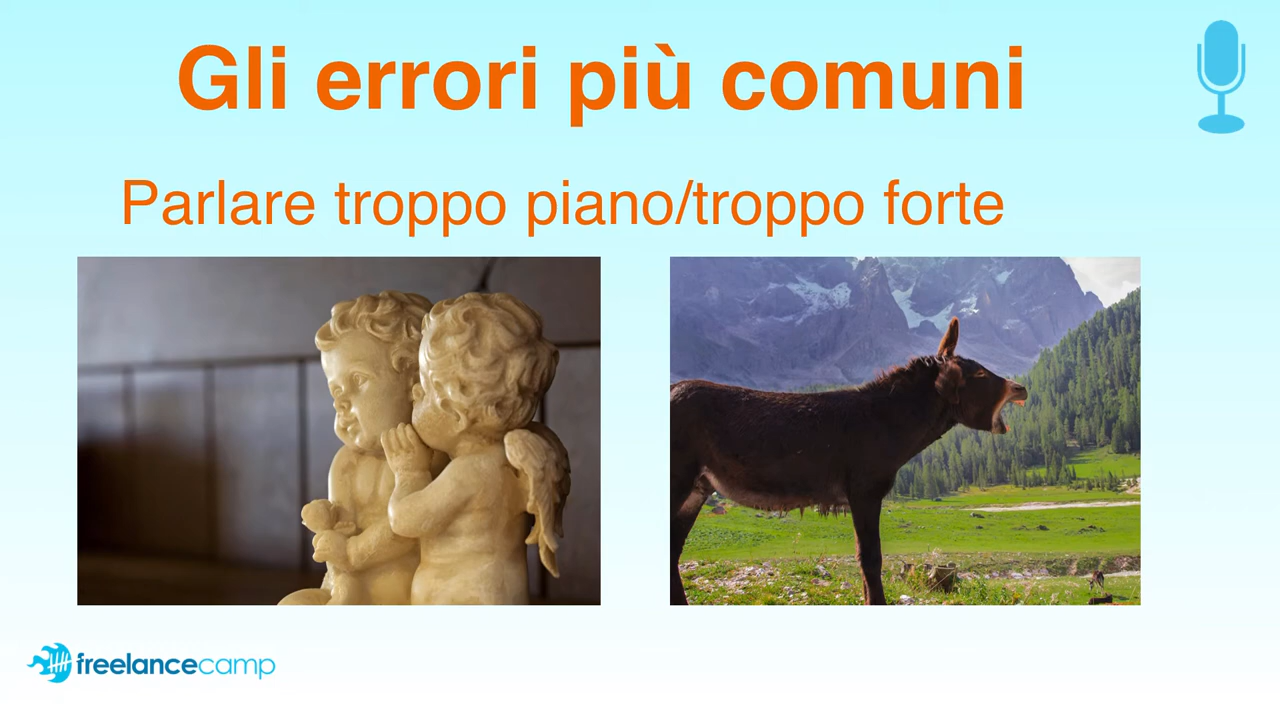 Gli errori più comuni
Parlare troppo piano/troppo forte
freelancecamp